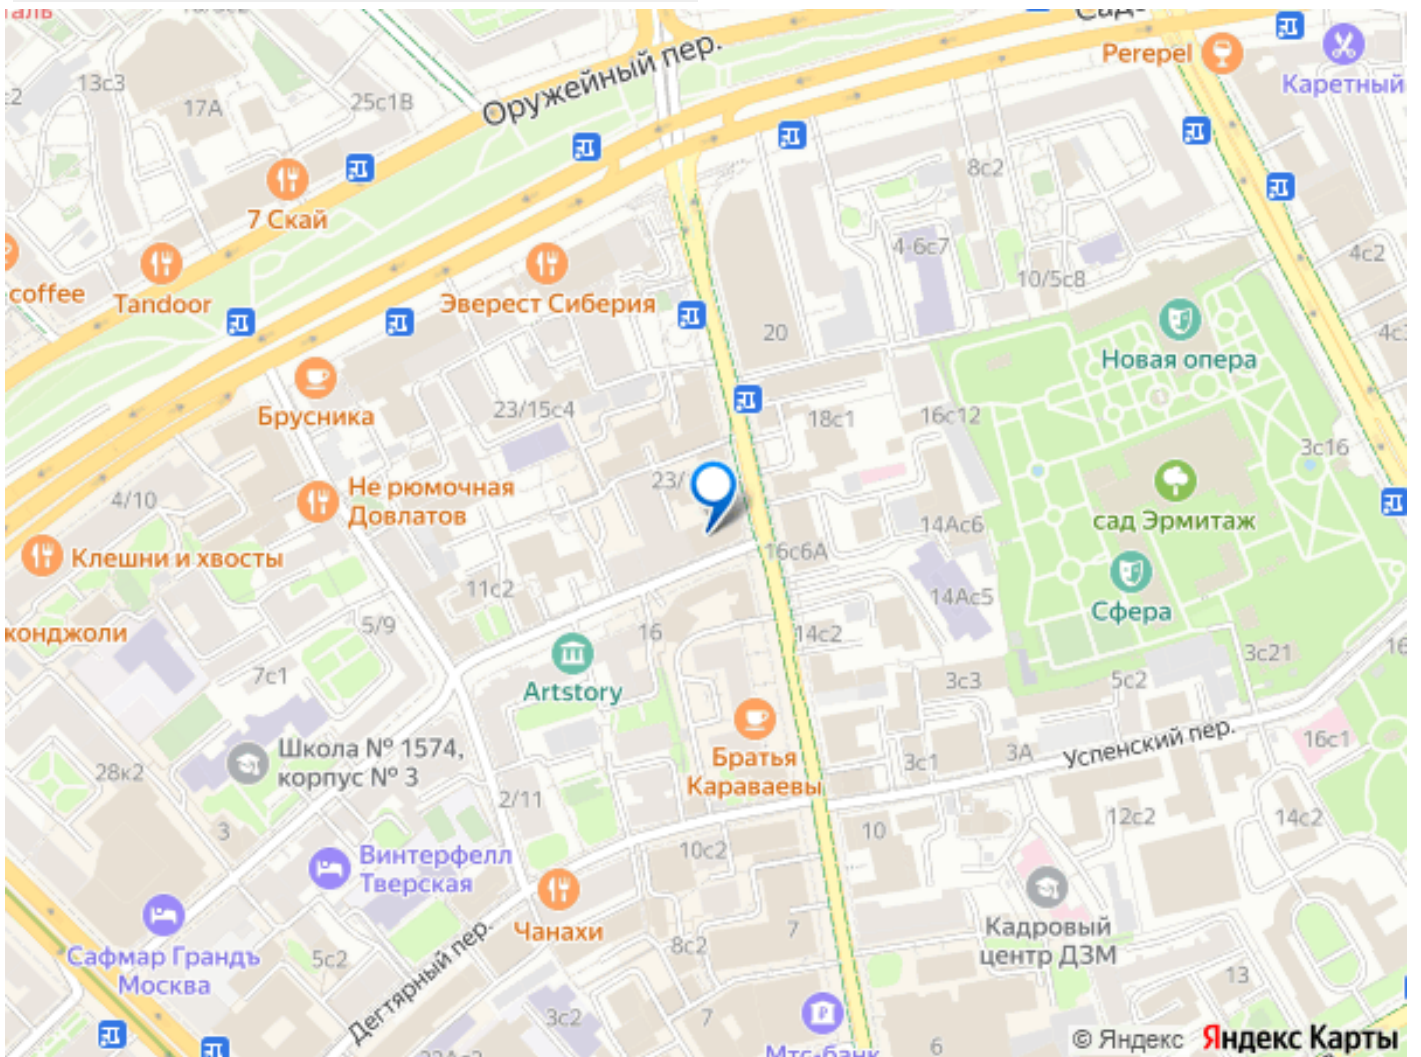 Оружейный пер.
Perepel
Каретный
13с3
17А
25с1В
8с2
7 Скай
4-6с7
4с2
coffee
Tandoor
Эверест Сиберия
10/5с8
20
Новая опера
Брусника
23/15с4
18с1
16с12
3с16
4/10
Не рюмочная
Довлатов
23/
сад Эрмитаж
14Ас6
Клешни и хвосты
16с6А
11с2
14Ас5
Сфера
конджоли
5/9
16
14с2
7с1
Artstory
3с3
5с2
3с21
16
Школа № 1574,
корпус № 3
28к2
Братья
Караваевы
3с1
3А
Успенский пер.
16с1
2/11
3
10с2
10
12с2
14с2
Винтерфелл
Тверская
Чанахи
Сафмар Грандъ
Москва
5с2
Дегтярный пер.
8с2
7
Кадровый
центр ДЗМ
13
3с2
7
6
Мтс-банк
© Яндекс Яндекс Карты